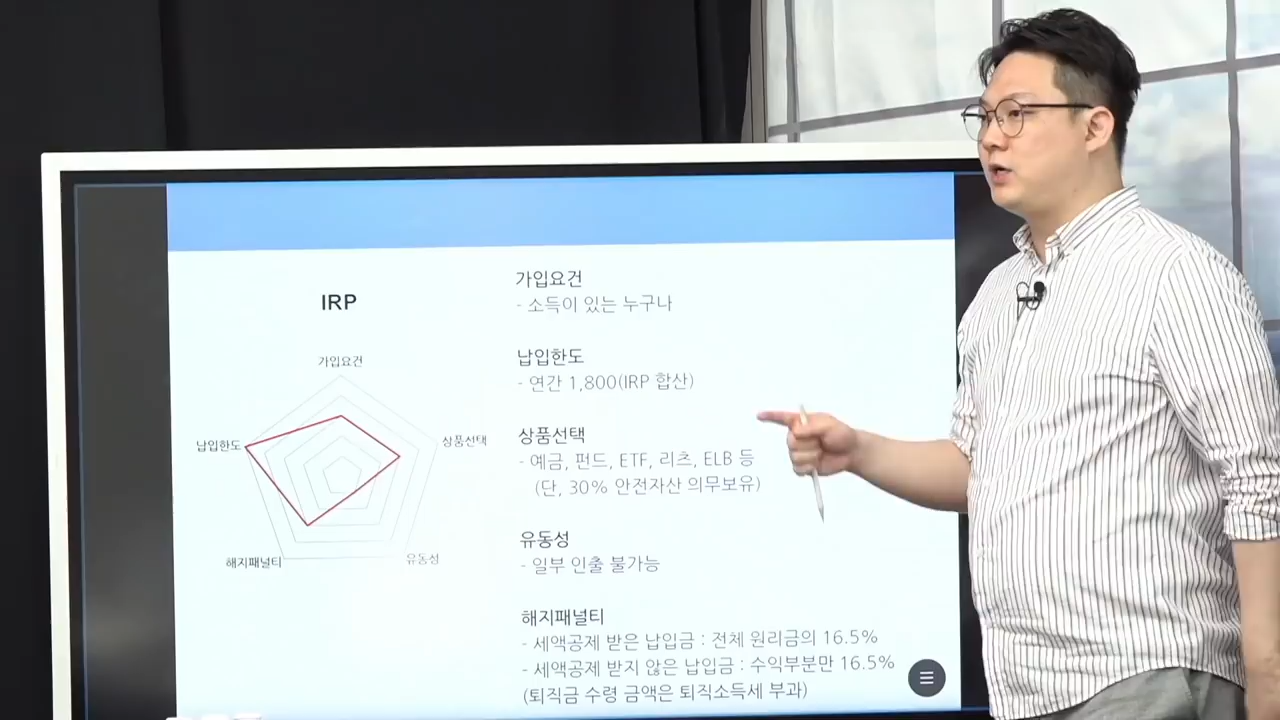 IRP
가입요건
상품선택
유동성
해지패널티
납입한도
가입요건
- 소득이 있는 누구나
납입한도
- 연간 1,800(IRP 합산)
상품선택
- 예금, 펀드, ETF, 리츠, ELB 등
(단, 30% 안전자산 의무보유)
유동성
- 일부 인출 불가능
해지패널티
- 세액공제 받은 납입금 : 전체 원리금의 16.5%
- 세액공제 받지 않은 납입금 : 수익부분만 16.5%
(퇴직금 수령 금액은 퇴직소득세 부과)